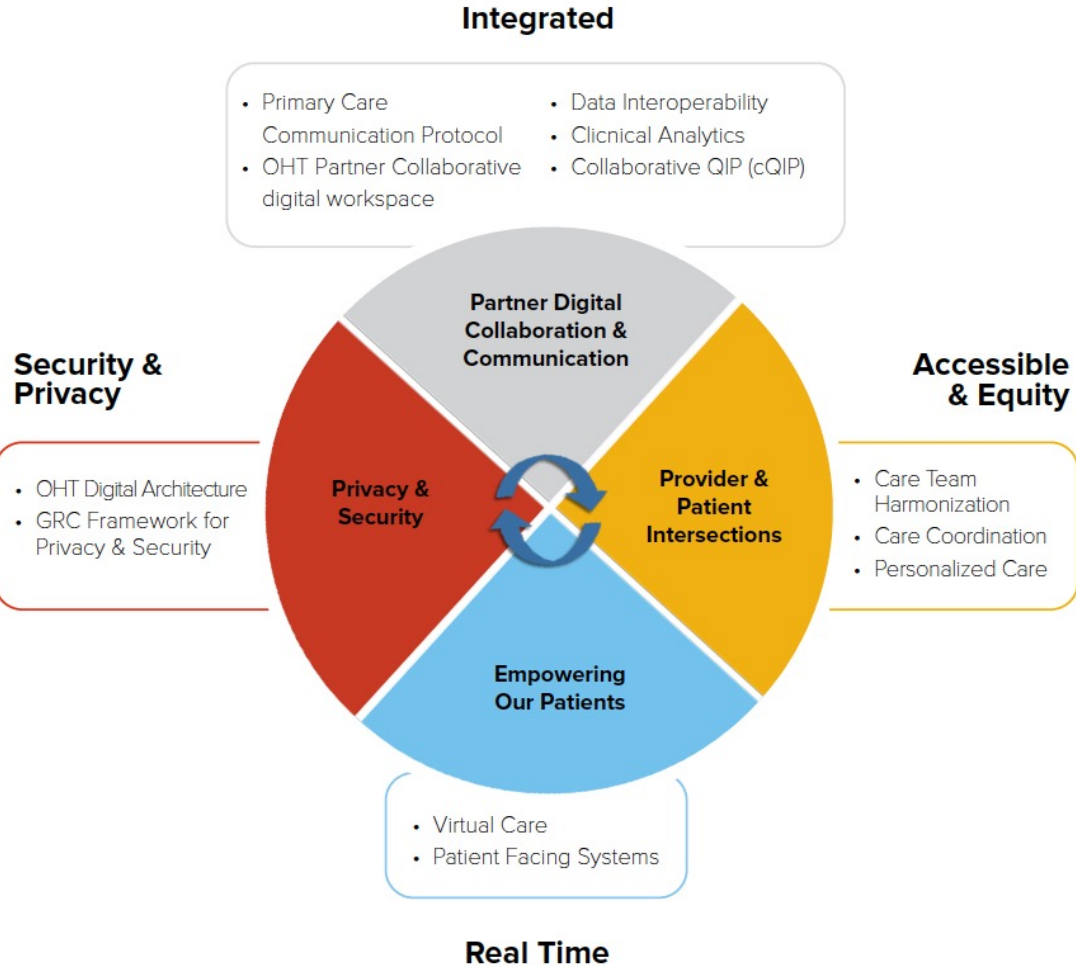 Integrated
• Primary Care
Communication Protocol
• OHT Partner Collaborative
digital workspace
• Data Interoperability
• Clicnical Analytics
• Collaborative QIP (cQIP)
Partner Digital
Collaboration &
Communication
Security &
Privacy
• OHT Digital Architecture
• GRC Framework for
Privacy & Security
Privacy &
Security
Provider &
Patient
Intersections
Accessible
& Equity
• Care Team
Harmonization
• Care Coordination
• Personalized Care
Empowering
Our Patients
• Virtual Care
• Patient Facing Systems
Real Time